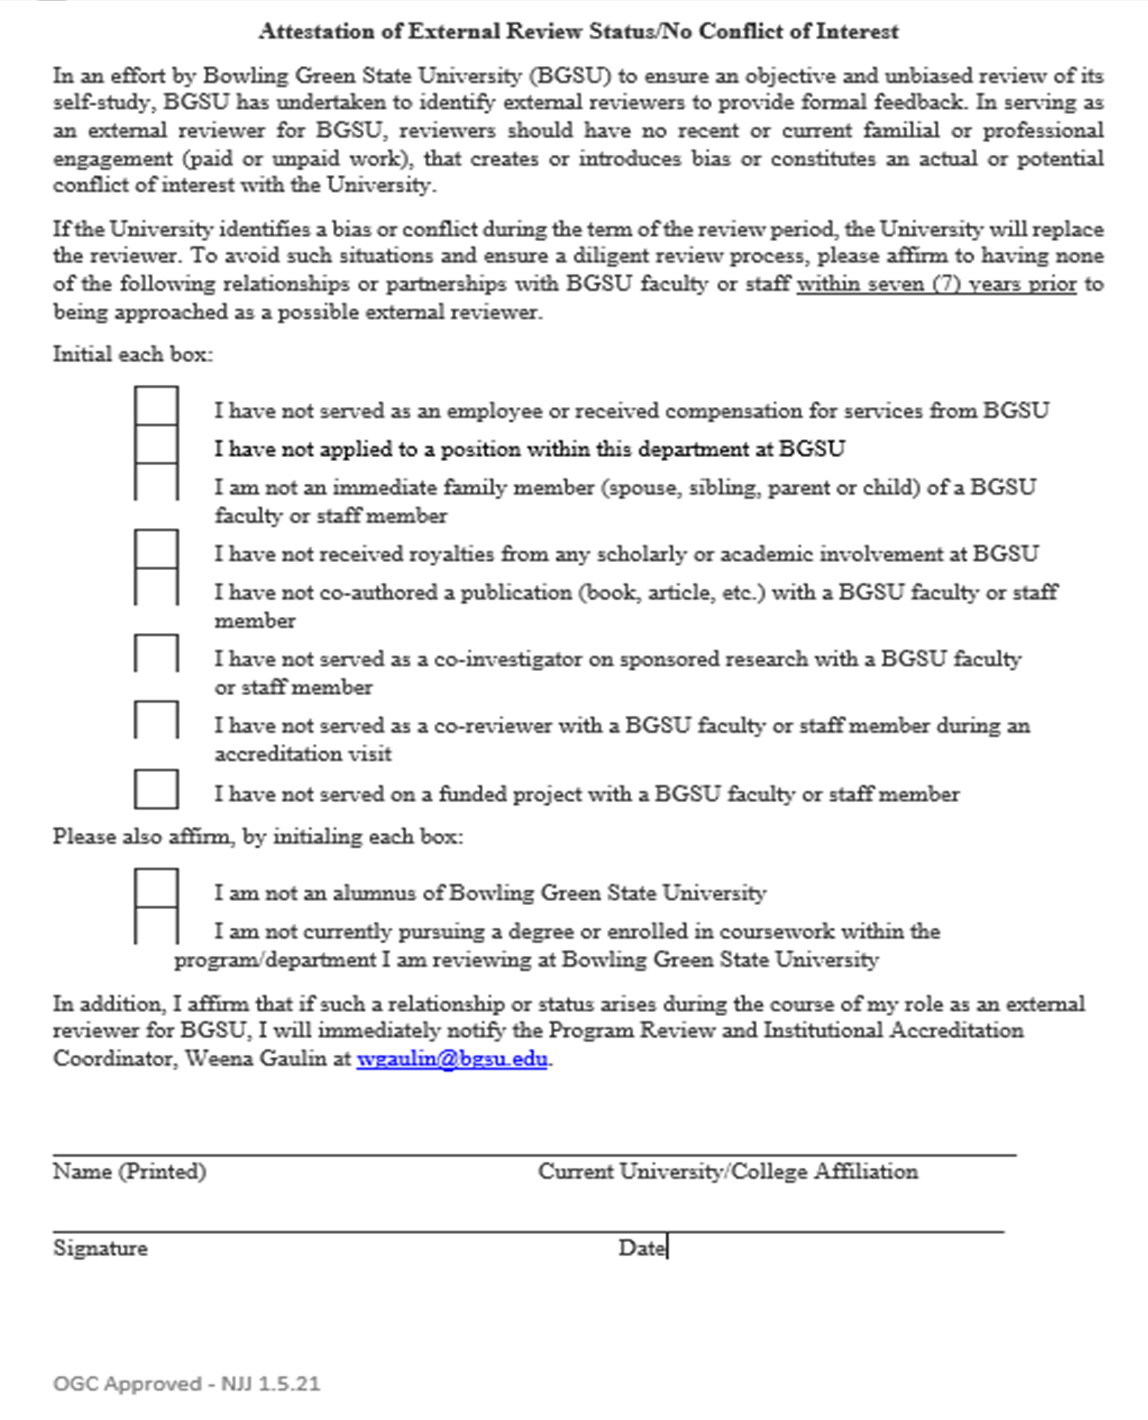 Attestation of External Review Status/No Conflict of Interest
In an effort by Bowling Green State University (BGSU) to ensure an objective and unbiased review of its
self-study, BGSU has undertaken to identify external reviewers to provide formal feedback. In serving as
an external reviewer for BGSU, reviewers should have no recent or current familial or professional
engagement (paid or unpaid work), that creates or introduces bias or constitutes an actual or potential
conflict of interest with the University.
If the University identifies a bias or conflict during the term of the review period, the University will replace
the reviewer. To avoid such situations and ensure a diligent review process, please affirm to having none
of the following relationships or partnerships with BGSU faculty or staff within seven (7) years prior to
being approached as a possible external reviewer.
Initial each box:
I have not served as an employee or received compensation for services from BGSU
I have not applied to a position within this department at BGSU
I am not an immediate family member (spouse, sibling, parent or child) of a BGSU
faculty or staff member
I have not received royalties from any scholarly or academic involvement at BGSU
I have not co-authored a publication (book, article, etc.) with a BGSU faculty or staff
member
I have not served as a co-investigator on sponsored research with a BGSU faculty
or staff member
I have not served as a co-reviewer with a BGSU faculty or staff member during an
accreditation visit
I have not served on a funded project with a BGSU faculty or staff member
Please also affirm, by initialing each box:
I am not an alumnus of Bowling Green State University
I am not currently pursuing a degree or enrolled in coursework within the
program/department I am reviewing at Bowling Green State University
In addition, I affirm that if such a relationship or status arises during the course of my role as an external
reviewer for BGSU, I will immediately notify the Program Review and Institutional Accreditation
Coordinator, Weena Gaulin at wgaulin@bgsu.edu.
Name (Printed) Current University/College Affiliation
Signature Date
OGC Approved - NJJ 1.5.21